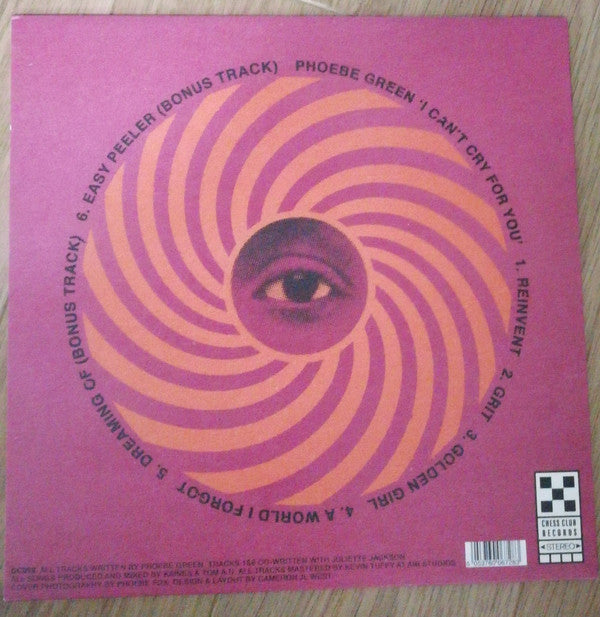 PHOEBE GREEN 'I CAN'T CRY FOR YOU' 1. REINVENT 2. GRIT 3. GOLDEN GIRL 4. A WORLD I FORGOT 5. DREAMING OF (BONUS TRACK) 6. EASY PEELER (BONUS TRACK)
CHESS CLUB
RECORDS
STEREO
ALL TRACKS WRITTEN BY PHOEBE GREEN. TRACKS 1&6 CO-WRITTEN WITH JULIETTE JACKSON
ALL SONGS PRODUCED AND MIXED BY KAINES & TOM A.D. ALL TRACKS MASTERED BY KEVIN TUFFY AT AIR STUDIOS
COVER PHOTOGRAPHY BY PHOEBE FOX. DESIGN & LAYOUT BY CAMERON JL WEST